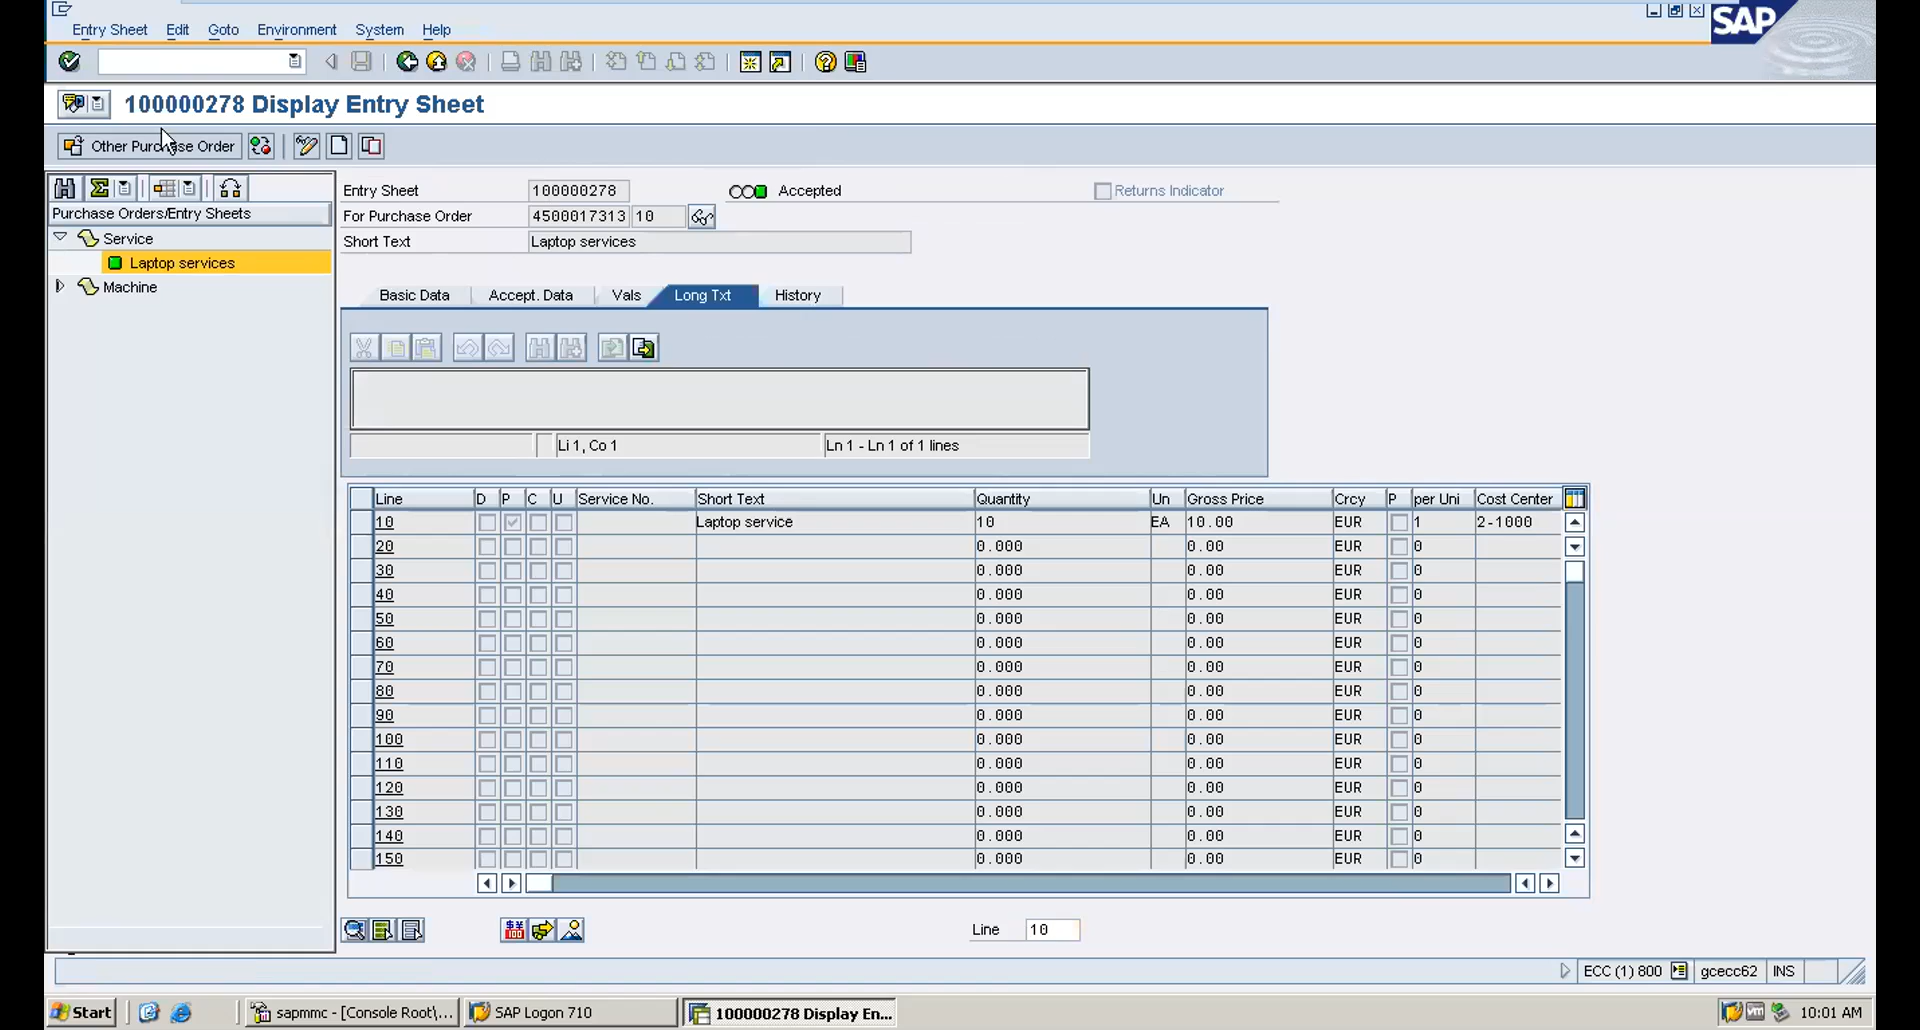 Entry Sheet Edit Goto Environment System Help
SAP
100000278 Display Entry Sheet
Other Purchase Order
Purchase Orders/Entry Sheets
Service
Laptop services
Machine
Entry Sheet 100000278 Accepted Returns Indicator
For Purchase Order 4500017313 10
Short Text Laptop services
Basic Data Accept. Data Vals Long Txt History
Li 1, Co 1 Ln 1 - Ln 1 of 1 lines
Line D P C U Service No. Short Text Quantity Un Gross Price Crcy P per Uni Cost Center
10 Laptop service 10 EA 10.00 EUR 1 2-1000
20 0.000 0.00 EUR 0
30 0.000 0.00 EUR 0
40 0.000 0.00 EUR 0
50 0.000 0.00 EUR 0
60 0.000 0.00 EUR 0
70 0.000 0.00 EUR 0
80 0.000 0.00 EUR 0
90 0.000 0.00 EUR 0
100 0.000 0.00 EUR 0
110 0.000 0.00 EUR 0
120 0.000 0.00 EUR 0
130 0.000 0.00 EUR 0
140 0.000 0.00 EUR 0
150 0.000 0.00 EUR 0
Line 10
ECC (1) 800 gcecc62 INS
Start sapmmc - [Console Root\... SAP Logon 710 100000278 Display En... 10:01 AM